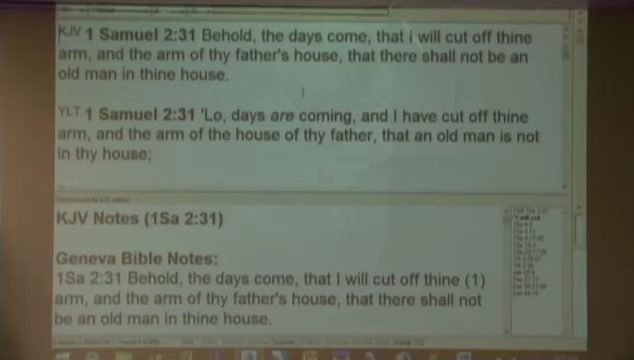 KJV 1 Samuel 2:31 Behold, the days come, that I will cut off thine
arm, and the arm of thy father's house, that there shall not be an
old man in thine house.
YLT 1 Samuel 2:31 'Lo, days are coming, and I have cut off thine
arm, and the arm of the house of thy father, that an old man is not
in thy house;
KJV Notes (1Sa 2:31)
Geneva Bible Notes:
1Sa 2:31 Behold, the days come, that I will cut off thine (1)
arm, and the arm of thy father's house, that there shall not
be an old man in thine house.